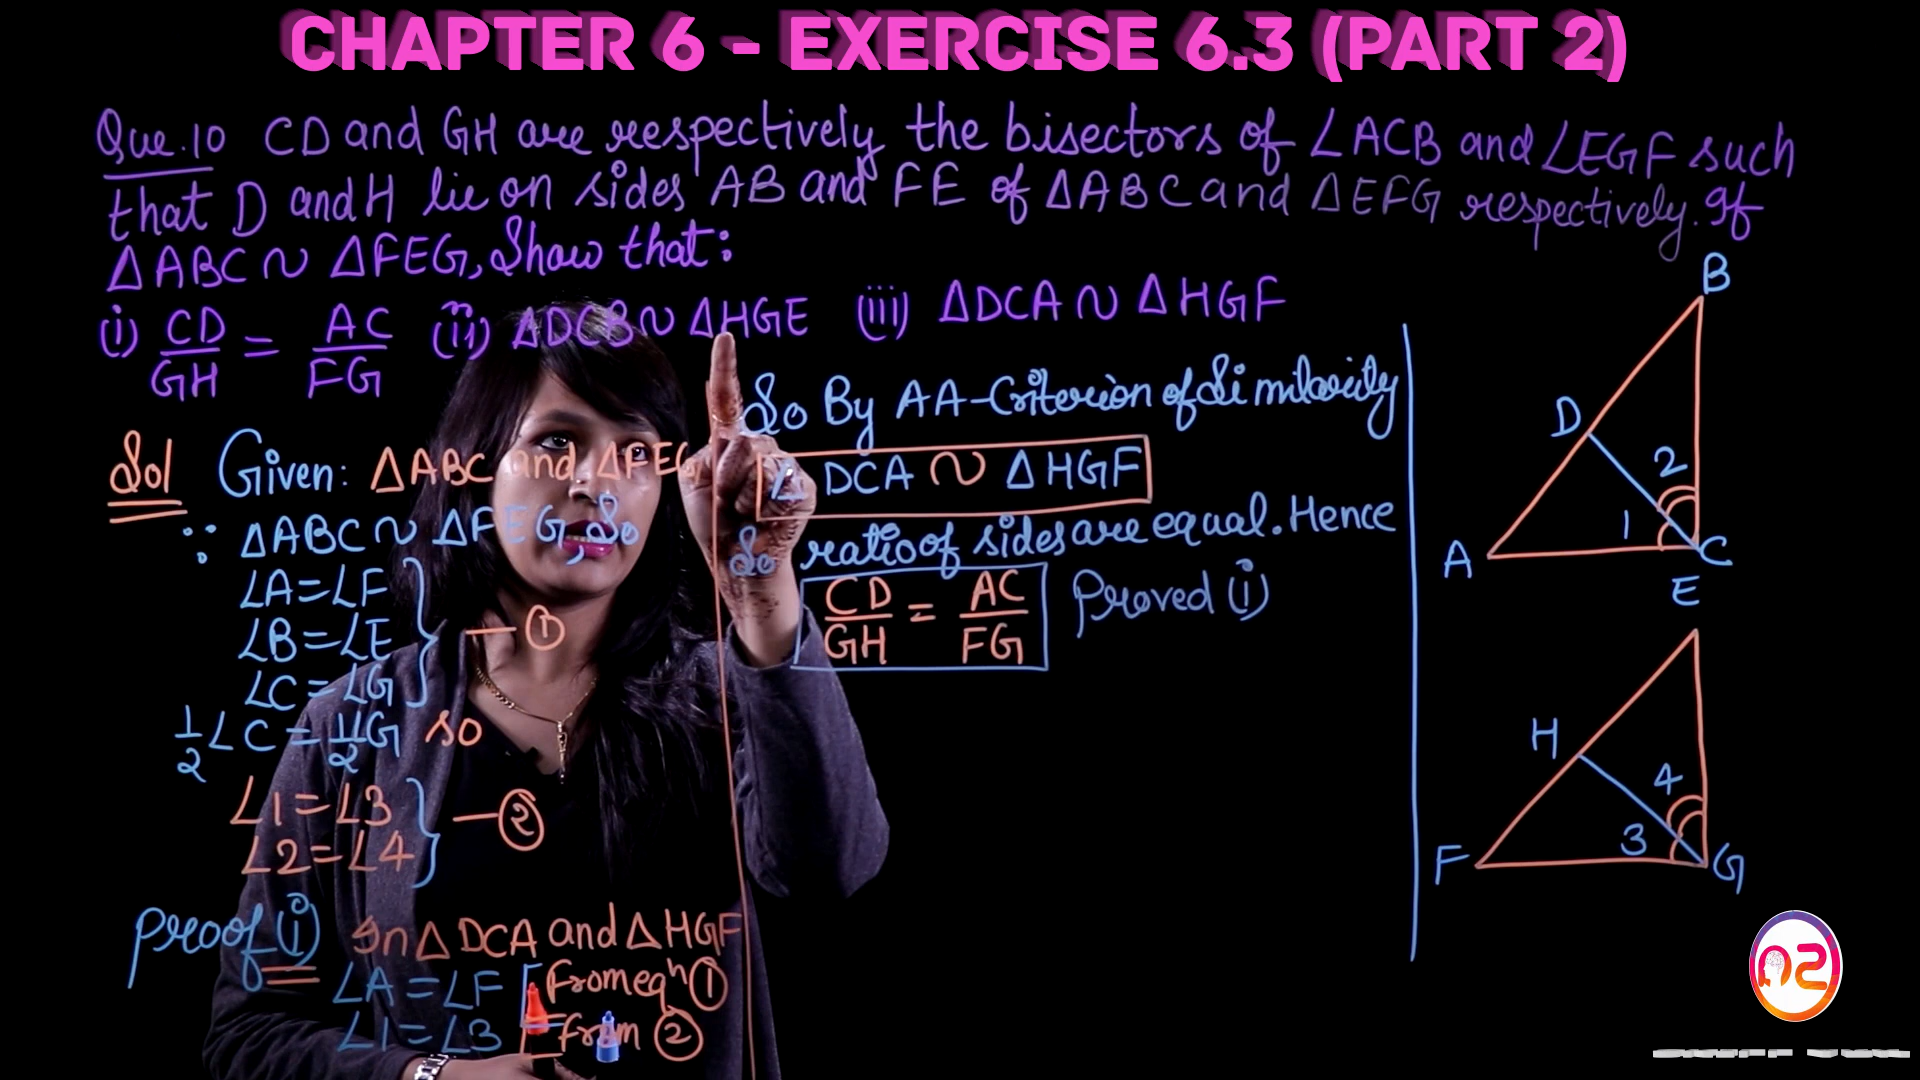 CHAPTER 6 - EXERCISE 6.3 (PART 2)
Que.10 CD and GH are respectively the bisectors of ∠ACB and ∠EGF such
that D and H lie on sides AB and FE of ΔABC and ΔEFG respectively. If
ΔABC ~ ΔFEG, Show that:
(i) CD/GH = AC/FG (ii) ΔDCB ~ ΔHGE (iii) ΔDCA ~ ΔHGF
Sol Given: ΔABC and ΔFEG
∵ ΔABC ~ ΔFEG, So
∠A = ∠F
∠B = ∠E
∠C = ∠G
— ①
1/2 ∠C = 1/2 ∠G so
∠1 = ∠3
∠2 = ∠4
— ②
Proof (i) In Δ DCA and Δ HGF
∠A = ∠F [From eqⁿ ①
∠1 = ∠3 [From ②
So By AA-Criterion of Similarity
Δ DCA ~ Δ HGF
So ratio of sides are equal. Hence
CD/GH = AC/FG Proved (i)
B
D
2
1
A
C
E
H
4
3
F
G